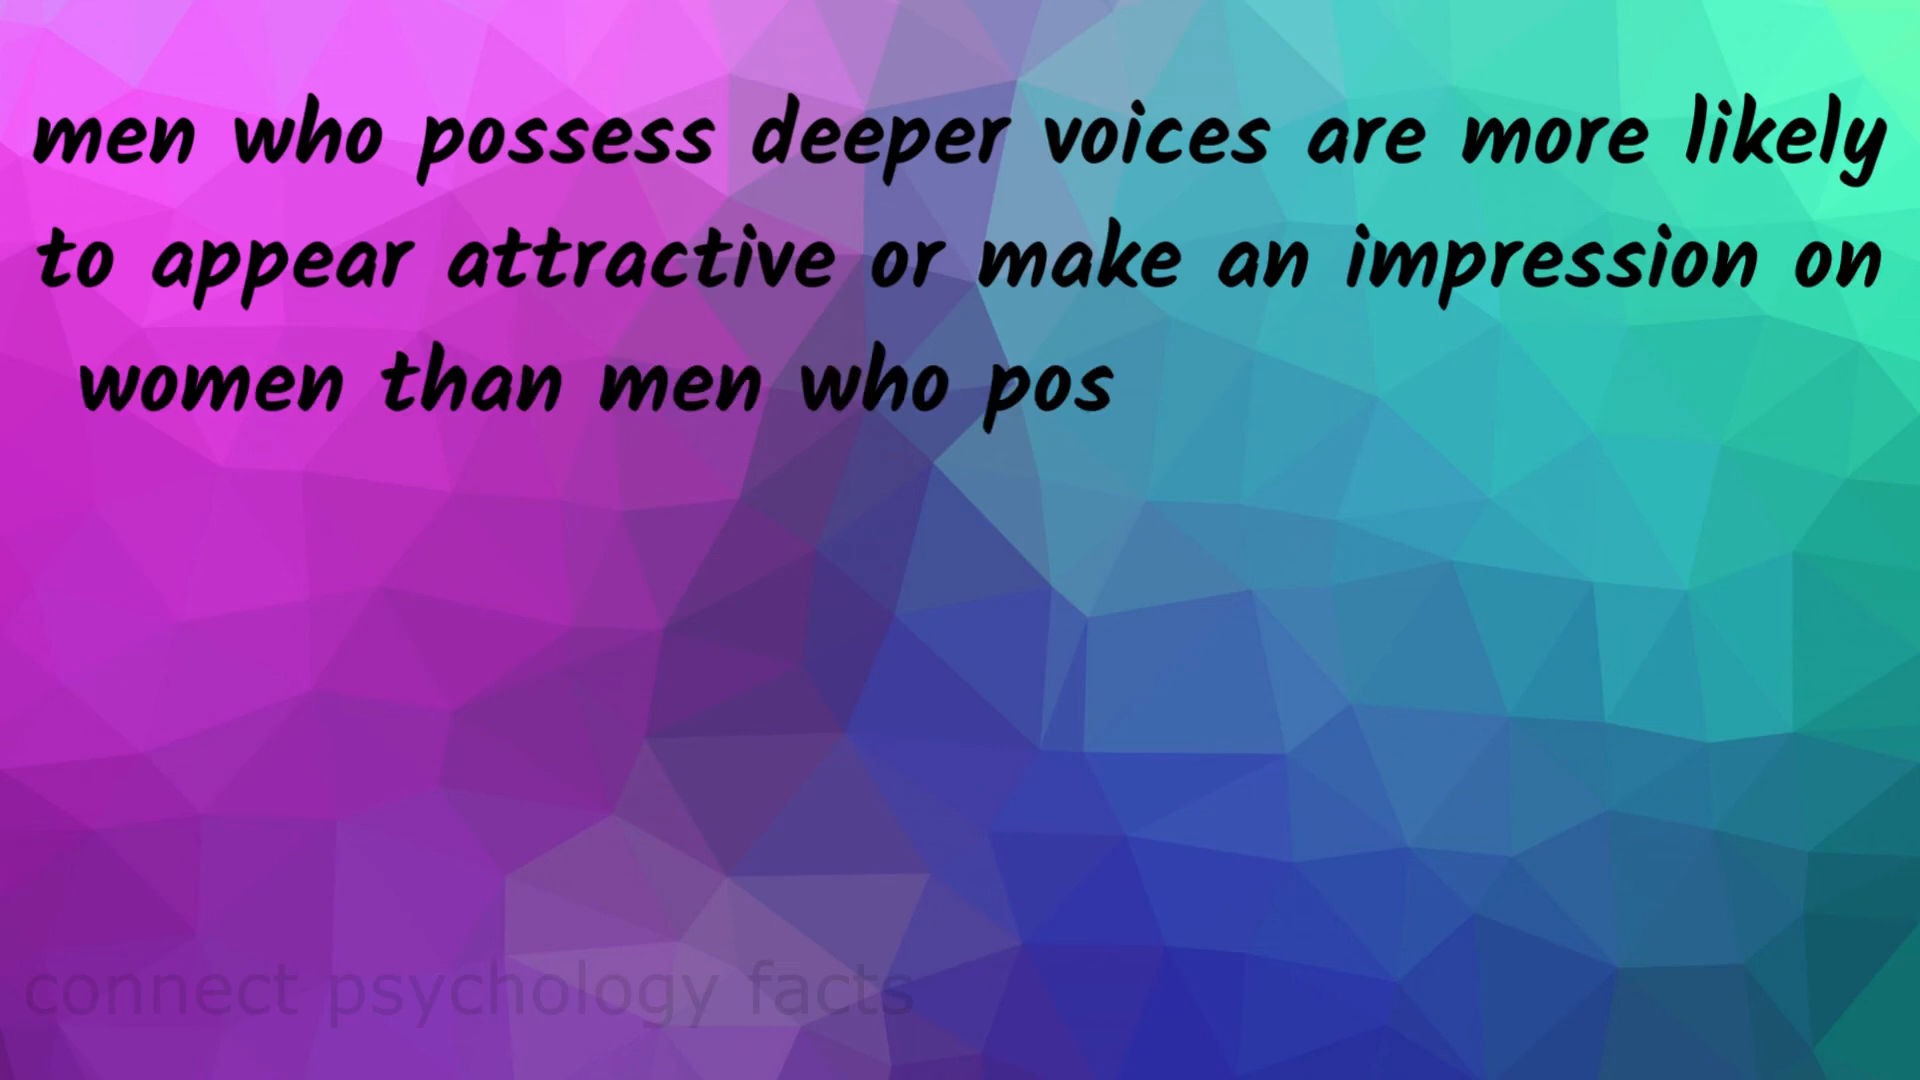 men who possess deeper voices are more likely
to appear attractive or make an impression on
women than men who pos
connect psychology facts